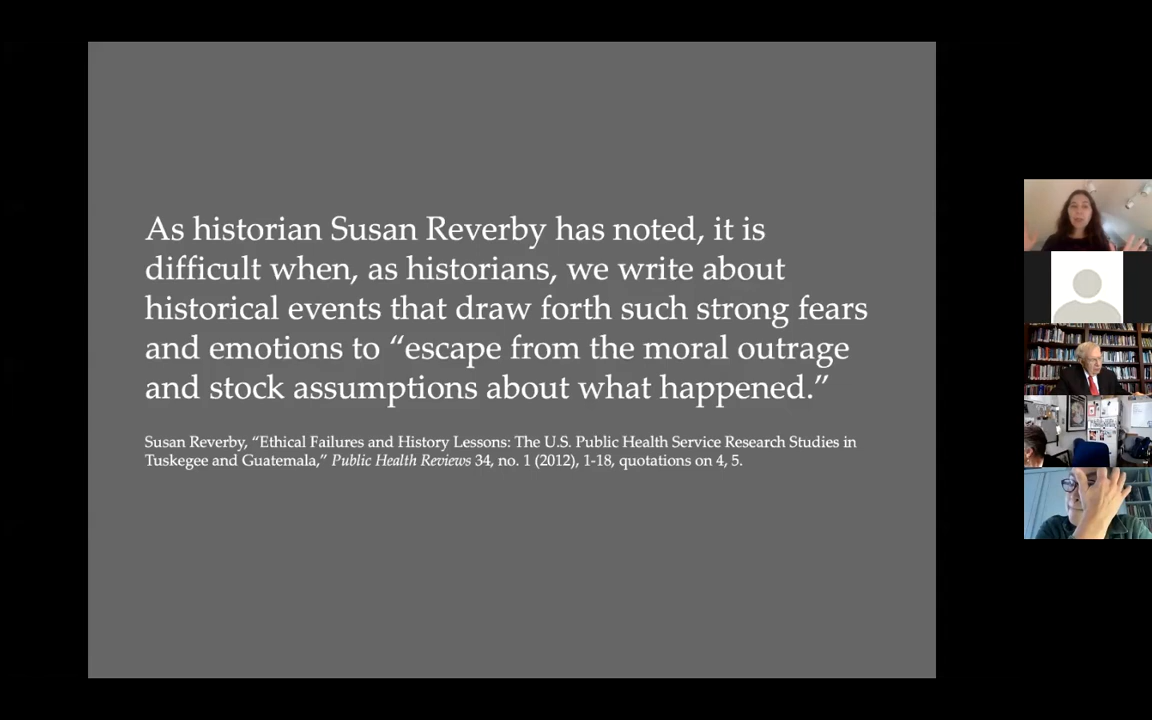 As historian Susan Reverby has noted, it is
difficult when, as historians, we write about
historical events that draw forth such strong fears
and emotions to “escape from the moral outrage
and stock assumptions about what happened.”
Susan Reverby, “Ethical Failures and History Lessons: The U.S. Public Health Service Research Studies in
Tuskegee and Guatemala,” Public Health Reviews 34, no. 1 (2012), 1-18, quotations on 4, 5.